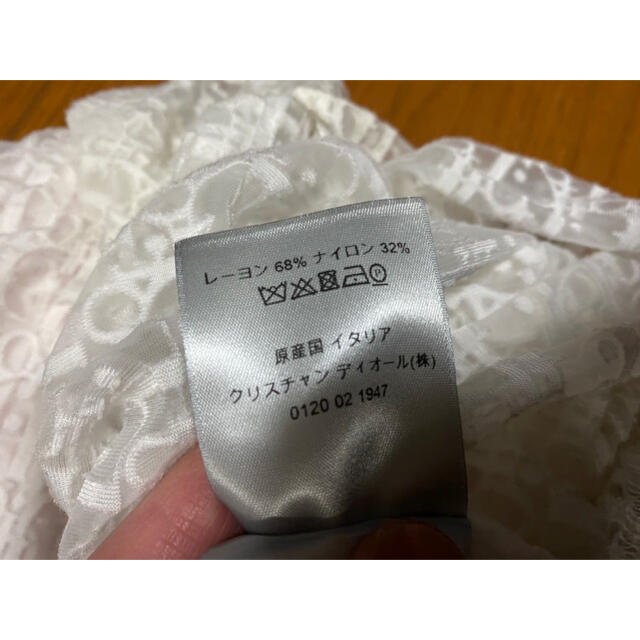 レーヨン 68% ナイロン 32%
P
原産国 イタリア
クリスチャン ディオール(株)
0120 02 1947